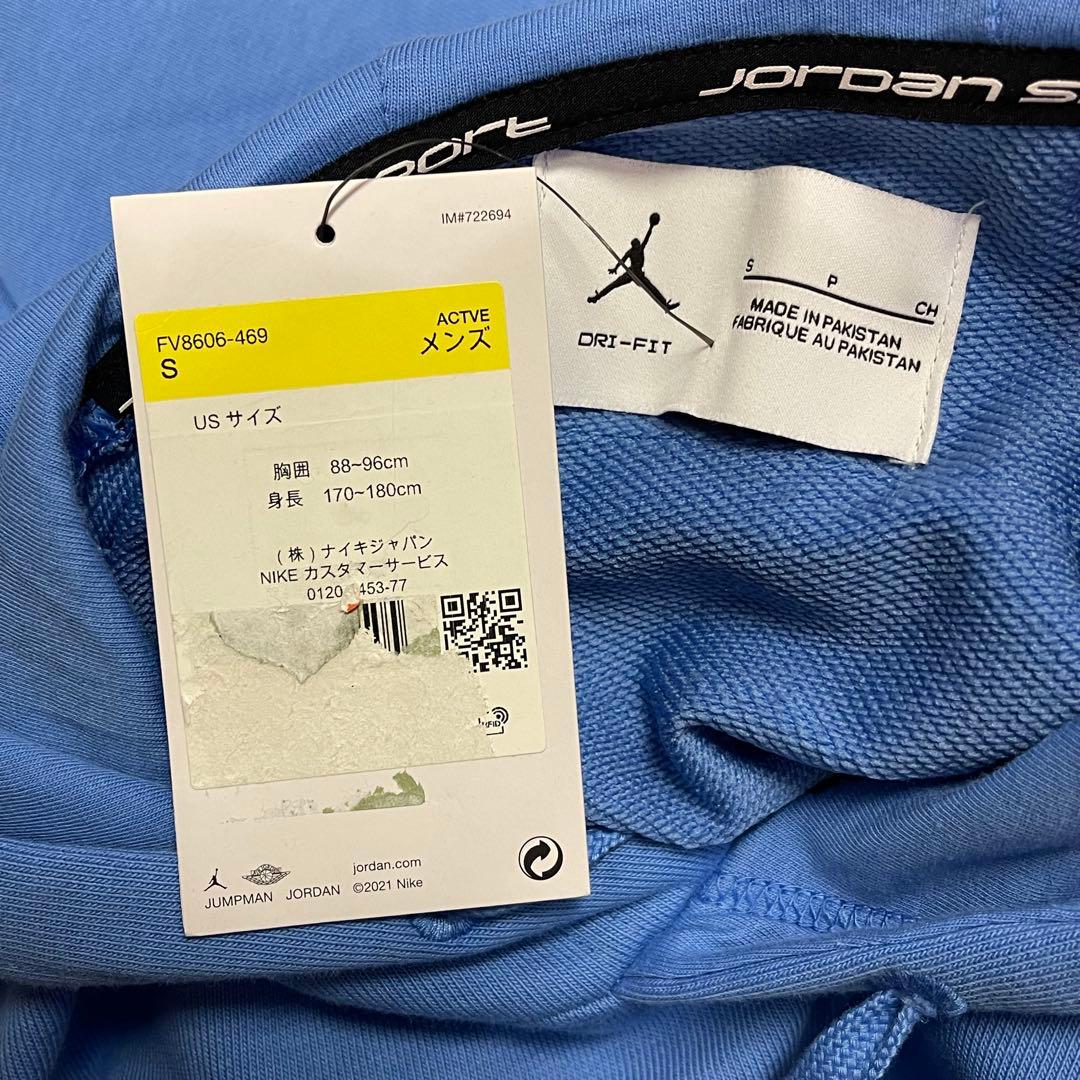 JORDAN S
PORT
IM#722694
FV8606-469
S
ACTVE
メンズ
US サイズ
胸囲 88~96cm
身長 170~180cm
(株)ナイキジャパン
NIKE カスタマーサービス
0120 453-77
RFID
jordan.com
JUMPMAN JORDAN ©2021 Nike
DRI-FIT
S P CH
MADE IN PAKISTAN
FABRIQUE AU PAKISTAN